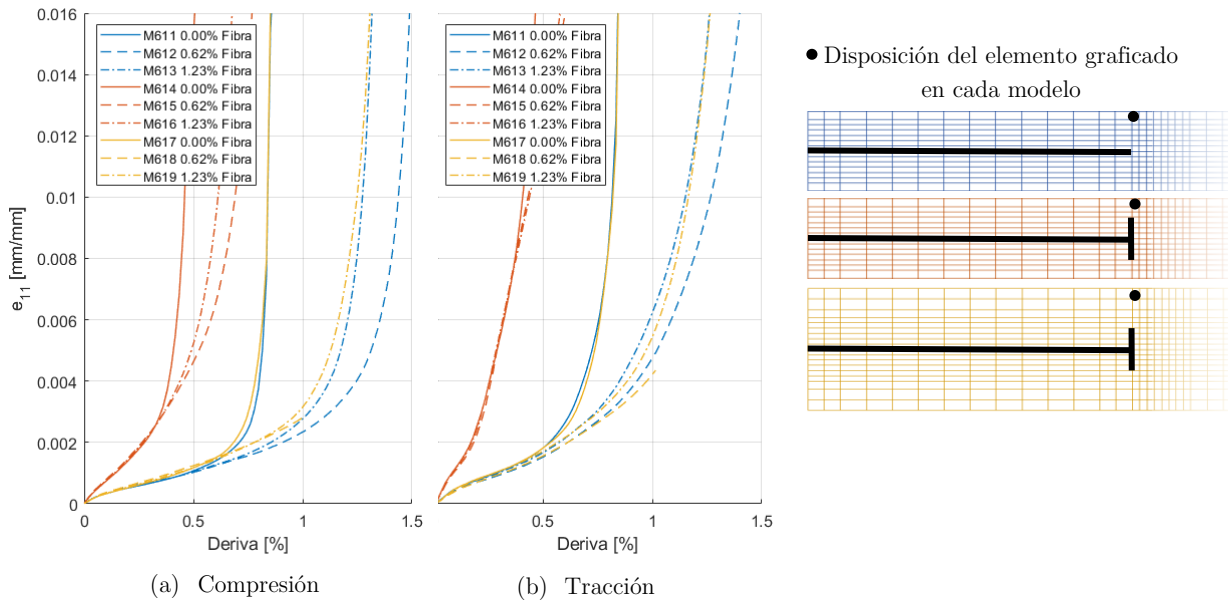 0.016
0.014
0.012
0.01
0.008
0.006
0.004
0.002
0
e11 [mm/mm]
M611 0.00% Fibra
M612 0.62% Fibra
M613 1.23% Fibra
M614 0.00% Fibra
M615 0.62% Fibra
M616 1.23% Fibra
M617 0.00% Fibra
M618 0.62% Fibra
M619 1.23% Fibra
0
0.5
1
1.5
Deriva [%]
(a) Compresión
M611 0.00% Fibra
M612 0.62% Fibra
M613 1.23% Fibra
M614 0.00% Fibra
M615 0.62% Fibra
M616 1.23% Fibra
M617 0.00% Fibra
M618 0.62% Fibra
M619 1.23% Fibra
0.5
1
1.5
Deriva [%]
(b) Tracción
Disposición del elemento graficado
en cada modelo